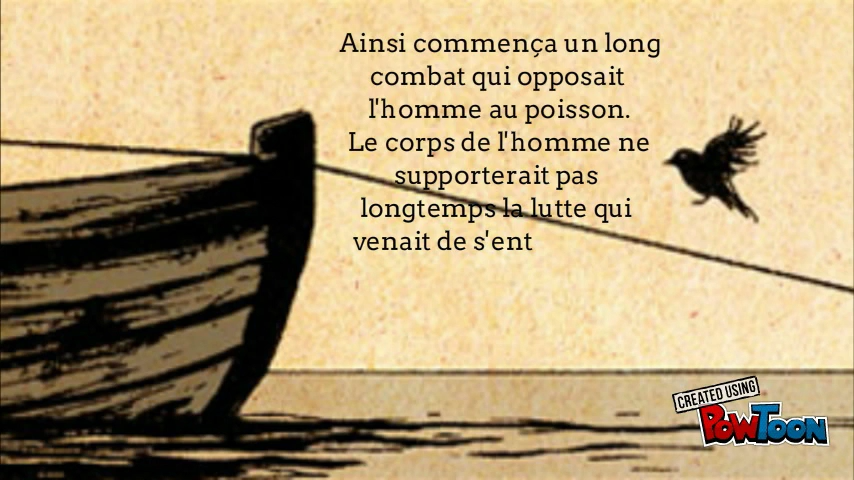 Ainsi commença un long
combat qui opposait
l'homme au poisson.
Le corps de l'homme ne
supporterait pas
longtemps la lutte qui
venait de s'ent
CREATED USING
POWTOON